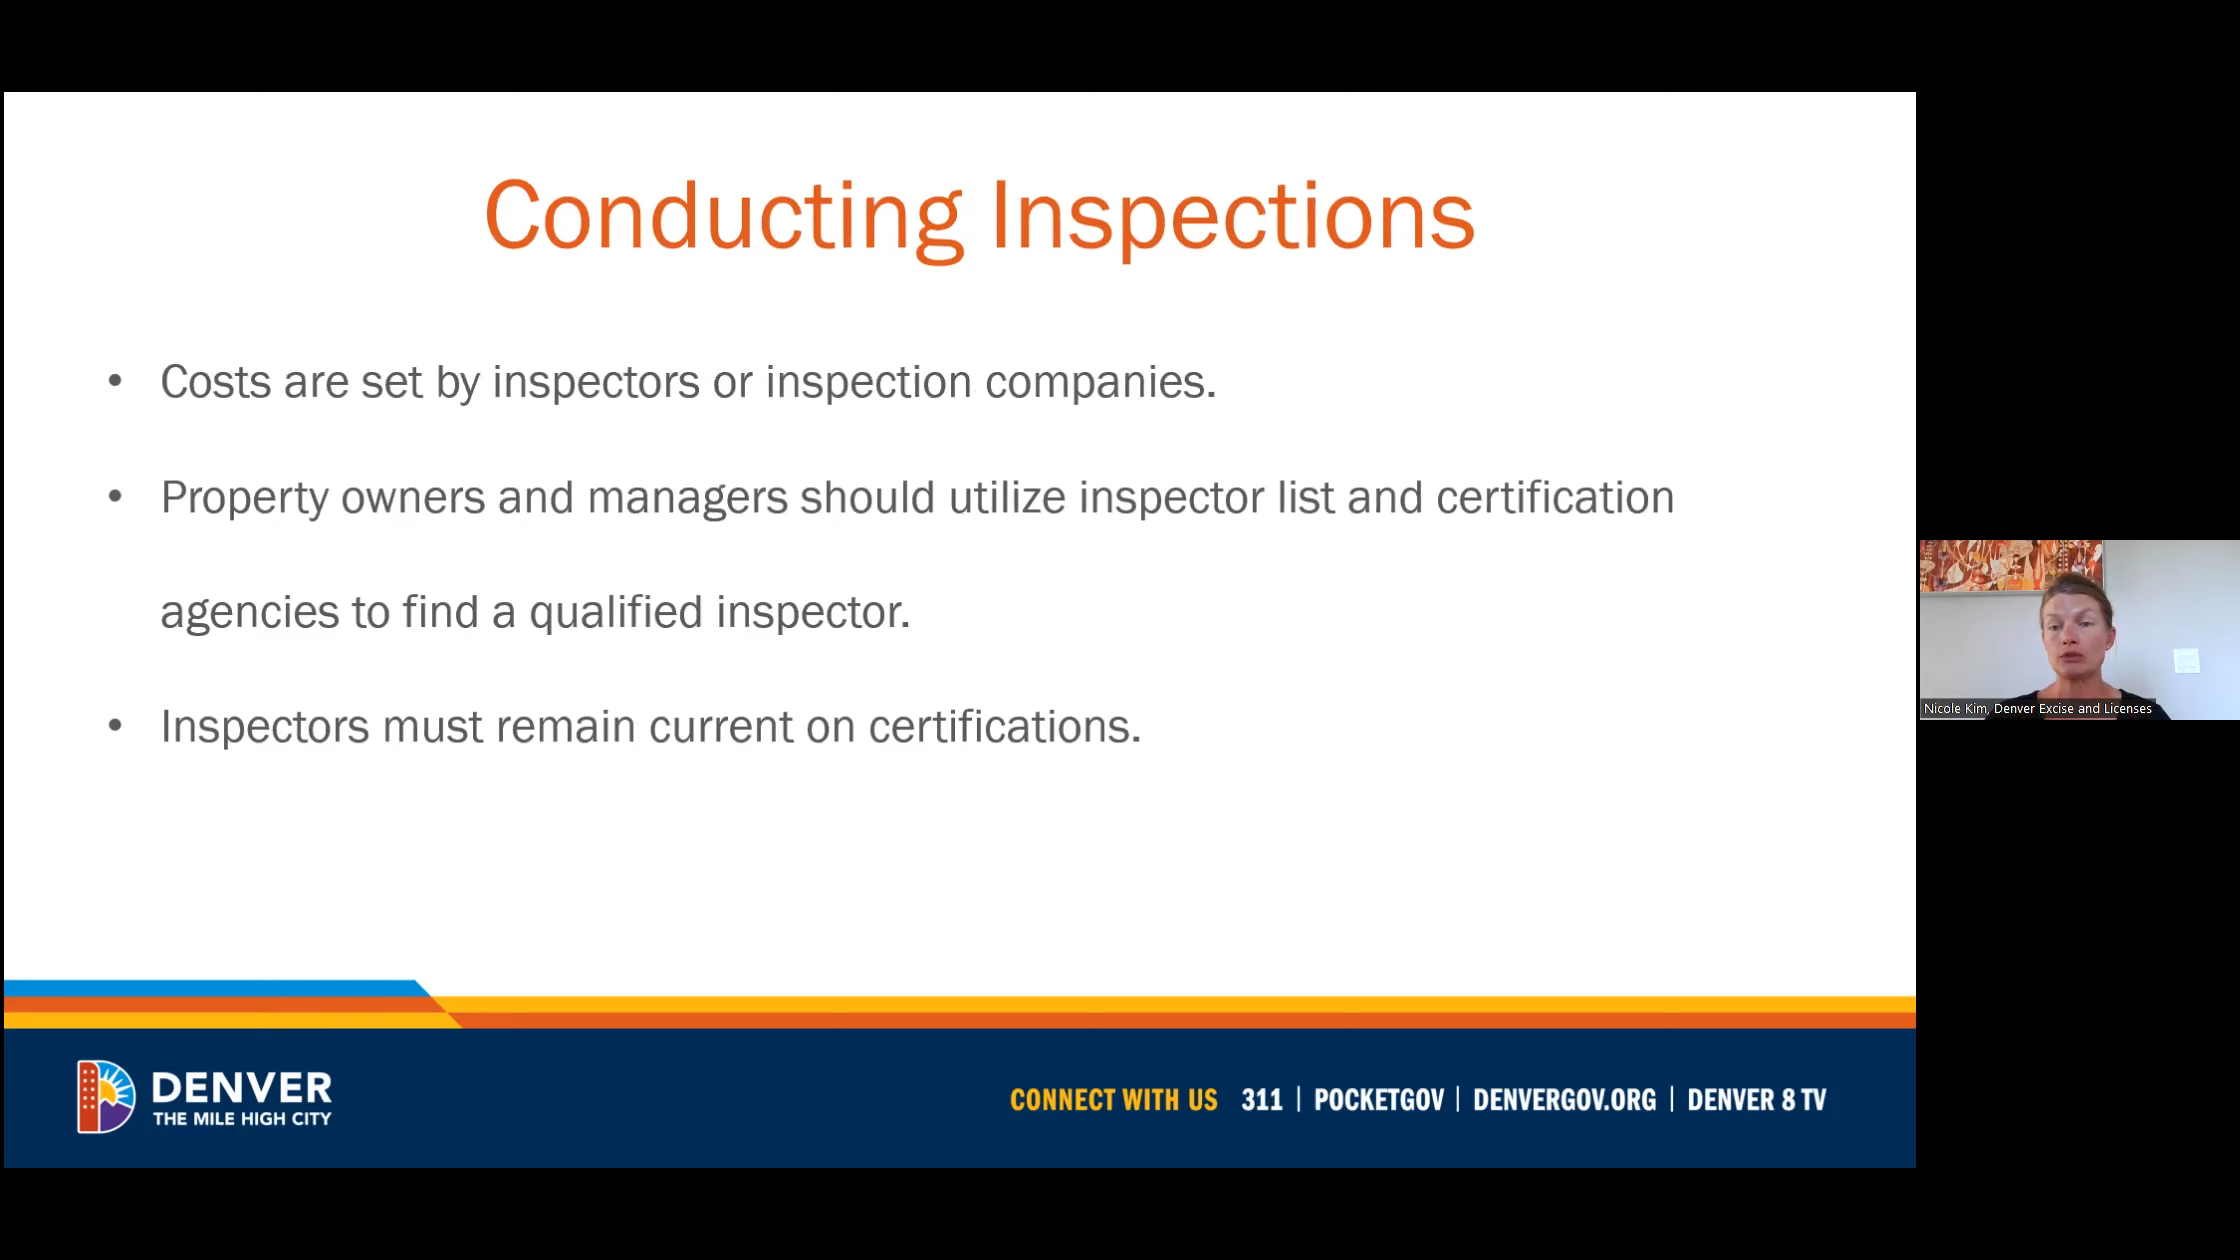 Conducting Inspections
• Costs are set by inspectors or inspection companies.
• Property owners and managers should utilize inspector list and certification
agencies to find a qualified inspector.
• Inspectors must remain current on certifications.
Nicole Kim, Denver Excise and Licenses
DENVER
THE MILE HIGH CITY
CONNECT WITH US 311 | POCKETGOV | DENVERGOV.ORG | DENVER 8 TV